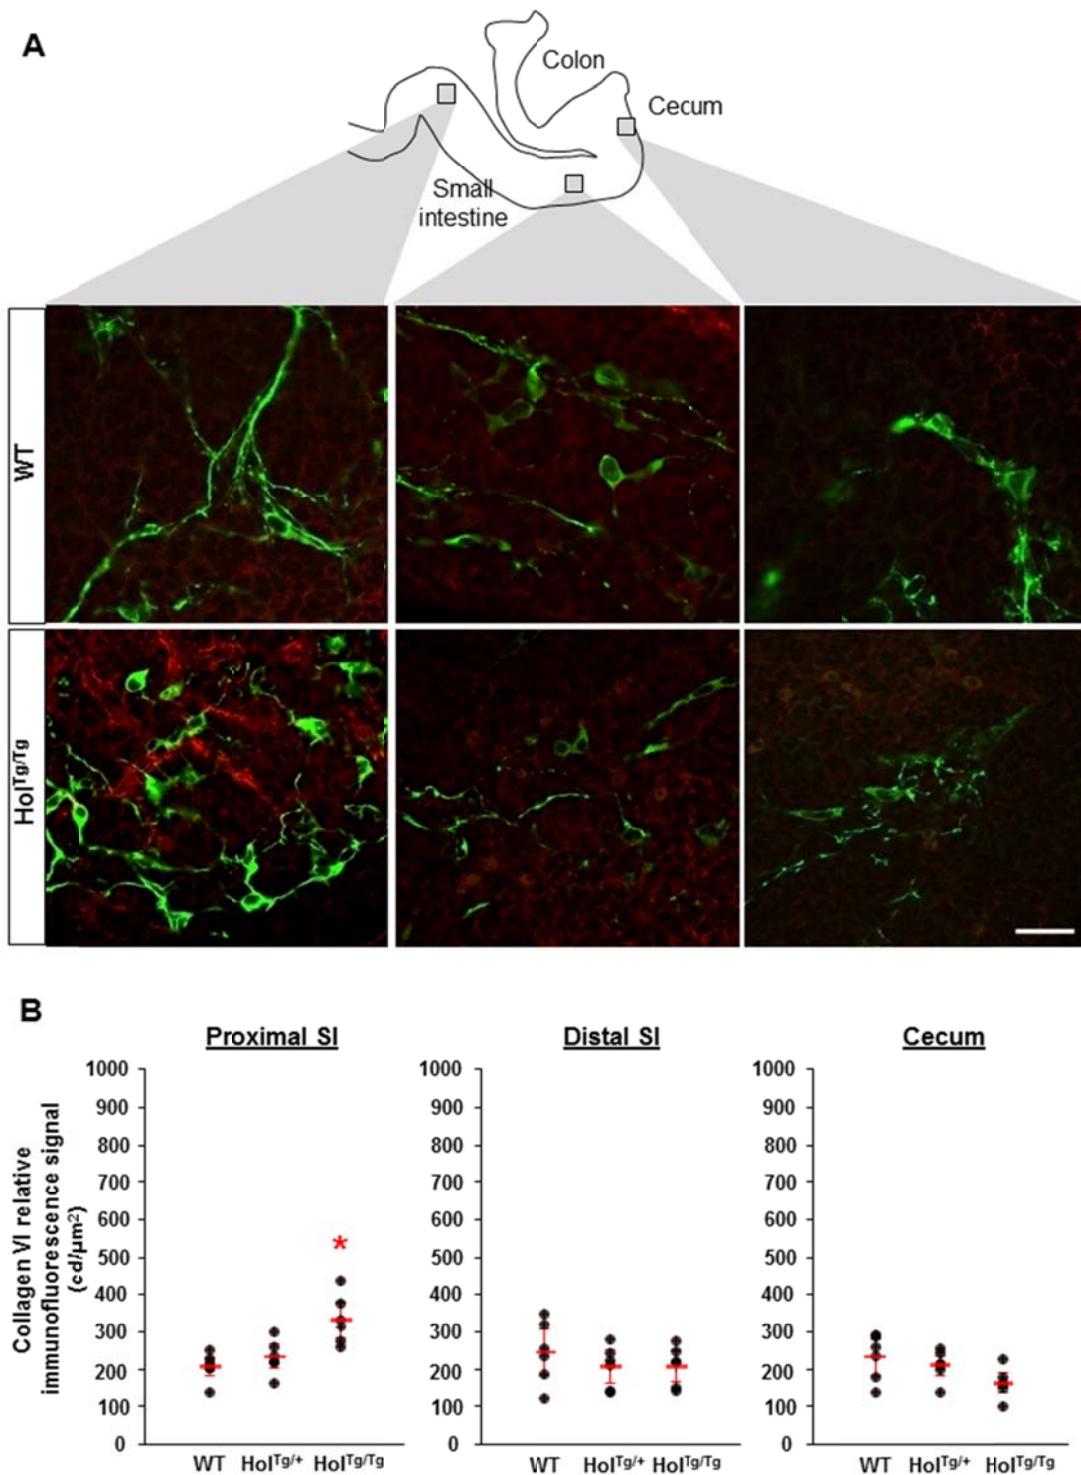 A
Colon
Cecum
Small
intestine
WT
Hol^Tg/Tg
B
Proximal SI
Distal SI
Cecum
Collagen VI relative
immunofluorescence signal
(cd/µm²)
1000
900
800
700
600
500
400
300
200
100
0
*
WT Hol^Tg/+ Hol^Tg/Tg
1000
900
800
700
600
500
400
300
200
100
0
WT Hol^Tg/+ Hol^Tg/Tg
1000
900
800
700
600
500
400
300
200
100
0
WT Hol^Tg/+ Hol^Tg/Tg